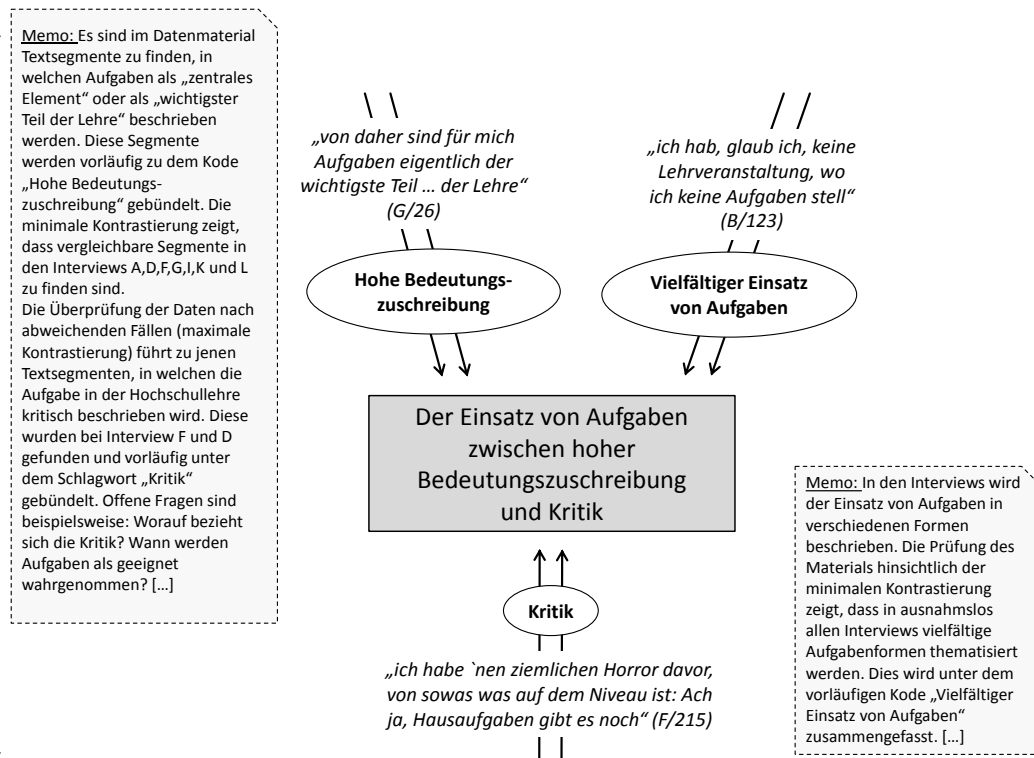 Memo: Es sind im Datenmaterial
Textsegmente zu finden, in
welchen Aufgaben als „zentrales
Element“ oder als „wichtigster
Teil der Lehre“ beschrieben
werden. Diese Segmente
werden vorläufig zu dem Kode
„Hohe Bedeutungs-
zuschreibung“ gebündelt. Die
minimale Kontrastierung zeigt,
dass vergleichbare Segmente in
den Interviews A,D,F,G,I,K und L
zu finden sind.
Die Überprüfung der Daten nach
abweichenden Fällen (maximale
Kontrastierung) führt zu jenen
Textsegmenten, in welchen die
Aufgabe in der Hochschullehre
kritisch beschrieben wird. Diese
wurden bei Interview F und D
gefunden und vorläufig unter
dem Schlagwort „Kritik“
gebündelt. Offene Fragen sind
beispielsweise: Worauf bezieht
sich die Kritik? Wann werden
Aufgaben als geeignet
wahrgenommen? […]
„von daher sind für mich
Aufgaben eigentlich der
wichtigste Teil ... der Lehre“
(G/26)
„ich hab, glaub ich, keine
Lehrveranstaltung, wo
ich keine Aufgaben stell“
(B/123)
Hohe Bedeutungs-
zuschreibung
Vielfältiger Einsatz
von Aufgaben
Der Einsatz von Aufgaben
zwischen hoher
Bedeutungszuschreibung
und Kritik
Kritik
„ich habe `nen ziemlichen Horror davor,
von sowas was auf dem Niveau ist: Ach
ja, Hausaufgaben gibt es noch“ (F/215)
Memo: In den Interviews wird
der Einsatz von Aufgaben in
verschiedenen Formen
beschrieben. Die Prüfung des
Materials hinsichtlich der
minimalen Kontrastierung
zeigt, dass in ausnahmslos
allen Interviews vielfältige
Aufgabenformen thematisiert
werden. Dies wird unter dem
vorläufigen Kode „Vielfältiger
Einsatz von Aufgaben“
zusammengefasst. […]